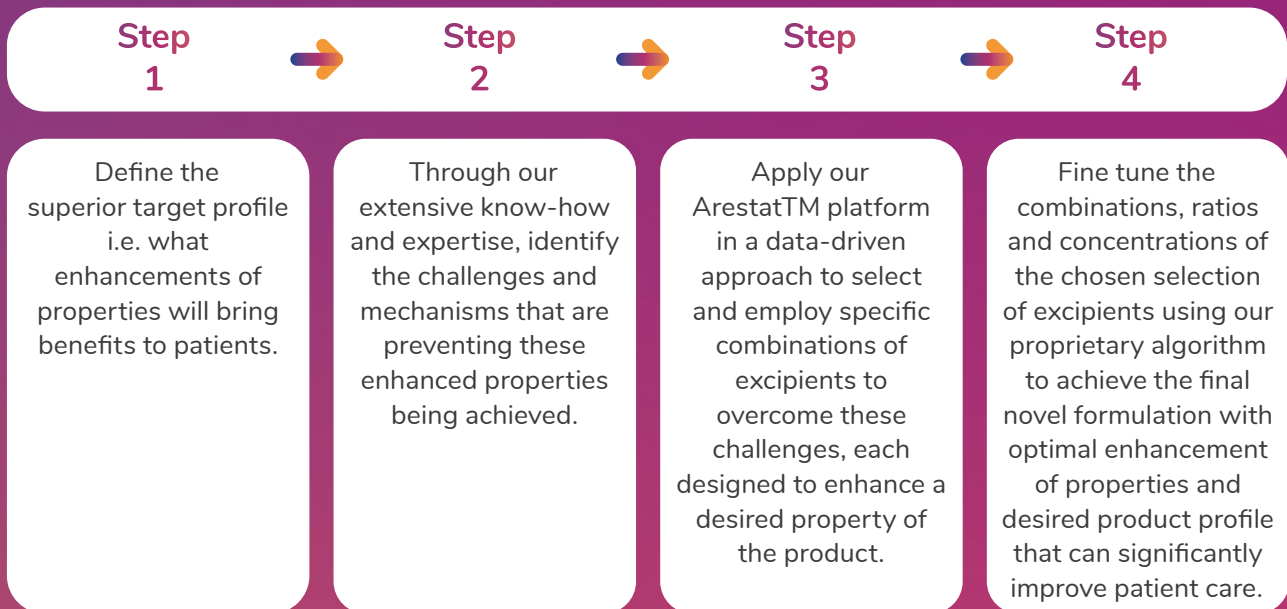 Step
1
Step
2
Step
3
Step
4
Define the
superior target profile
i.e. what
enhancements of
properties will bring
benefits to patients.
Through our
extensive know-how
and expertise, identify
the challenges and
mechanisms that are
preventing these
enhanced properties
being achieved.
Apply our
ArestatTM platform
in a data-driven
approach to select
and employ specific
combinations of
excipients to
overcome these
challenges, each
designed to enhance a
desired property of
the product.
Fine tune the
combinations, ratios
and concentrations of
the chosen selection
of excipients using our
proprietary algorithm
to achieve the final
novel formulation with
optimal enhancement
of properties and
desired product profile
that can significantly
improve patient care.